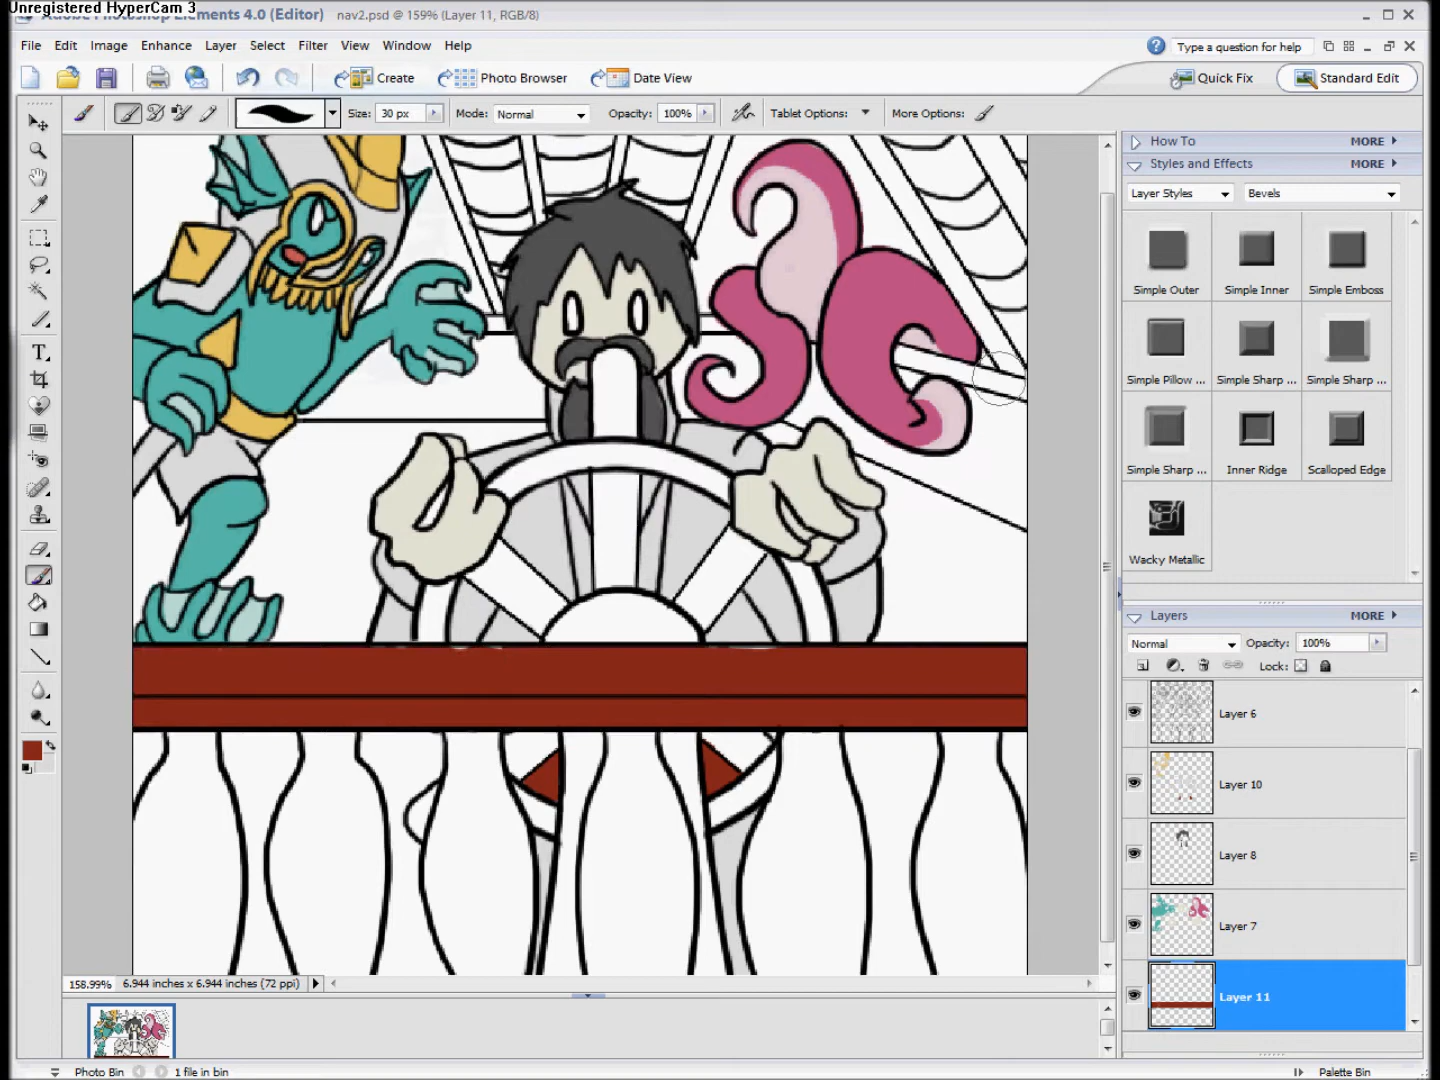 Unregistered HyperCam 3
Adobe Photoshop Elements 4.0 (Editor) nav2.psd @ 159% (Layer 11, RGB/8)
File Edit Image Enhance Layer Select Filter View Window Help
Type a question for help
Create Photo Browser Date View
Quick Fix Standard Edit
Size: 30 px Mode: Normal Opacity: 100% Tablet Options: More Options:
How To MORE
Styles and Effects MORE
Layer Styles Bevels
Simple Outer Simple Inner Simple Emboss
Simple Pillow ... Simple Sharp ... Simple Sharp ...
Simple Sharp ... Inner Ridge Scalloped Edge
Wacky Metallic
Layers MORE
Normal Opacity: 100%
Lock:
Layer 6
Layer 10
Layer 8
Layer 7
Layer 11
158.99% 6.944 inches x 6.944 inches (72 ppi)
Photo Bin 1 file in bin Palette Bin